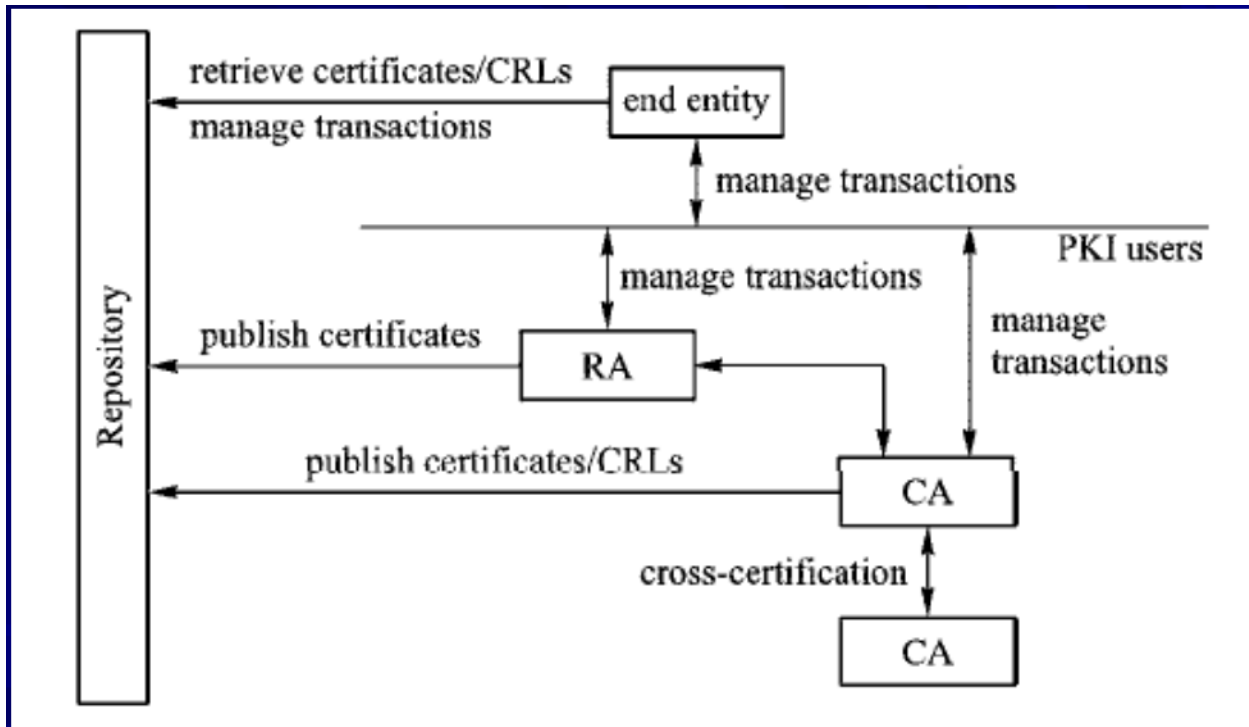 retrieve certificates/CRLs
end entity
manage transactions
manage transactions
PKI users
manage transactions
manage
transactions
publish certificates
RA
Repository
publish certificates/CRLs
CA
cross-certification
CA